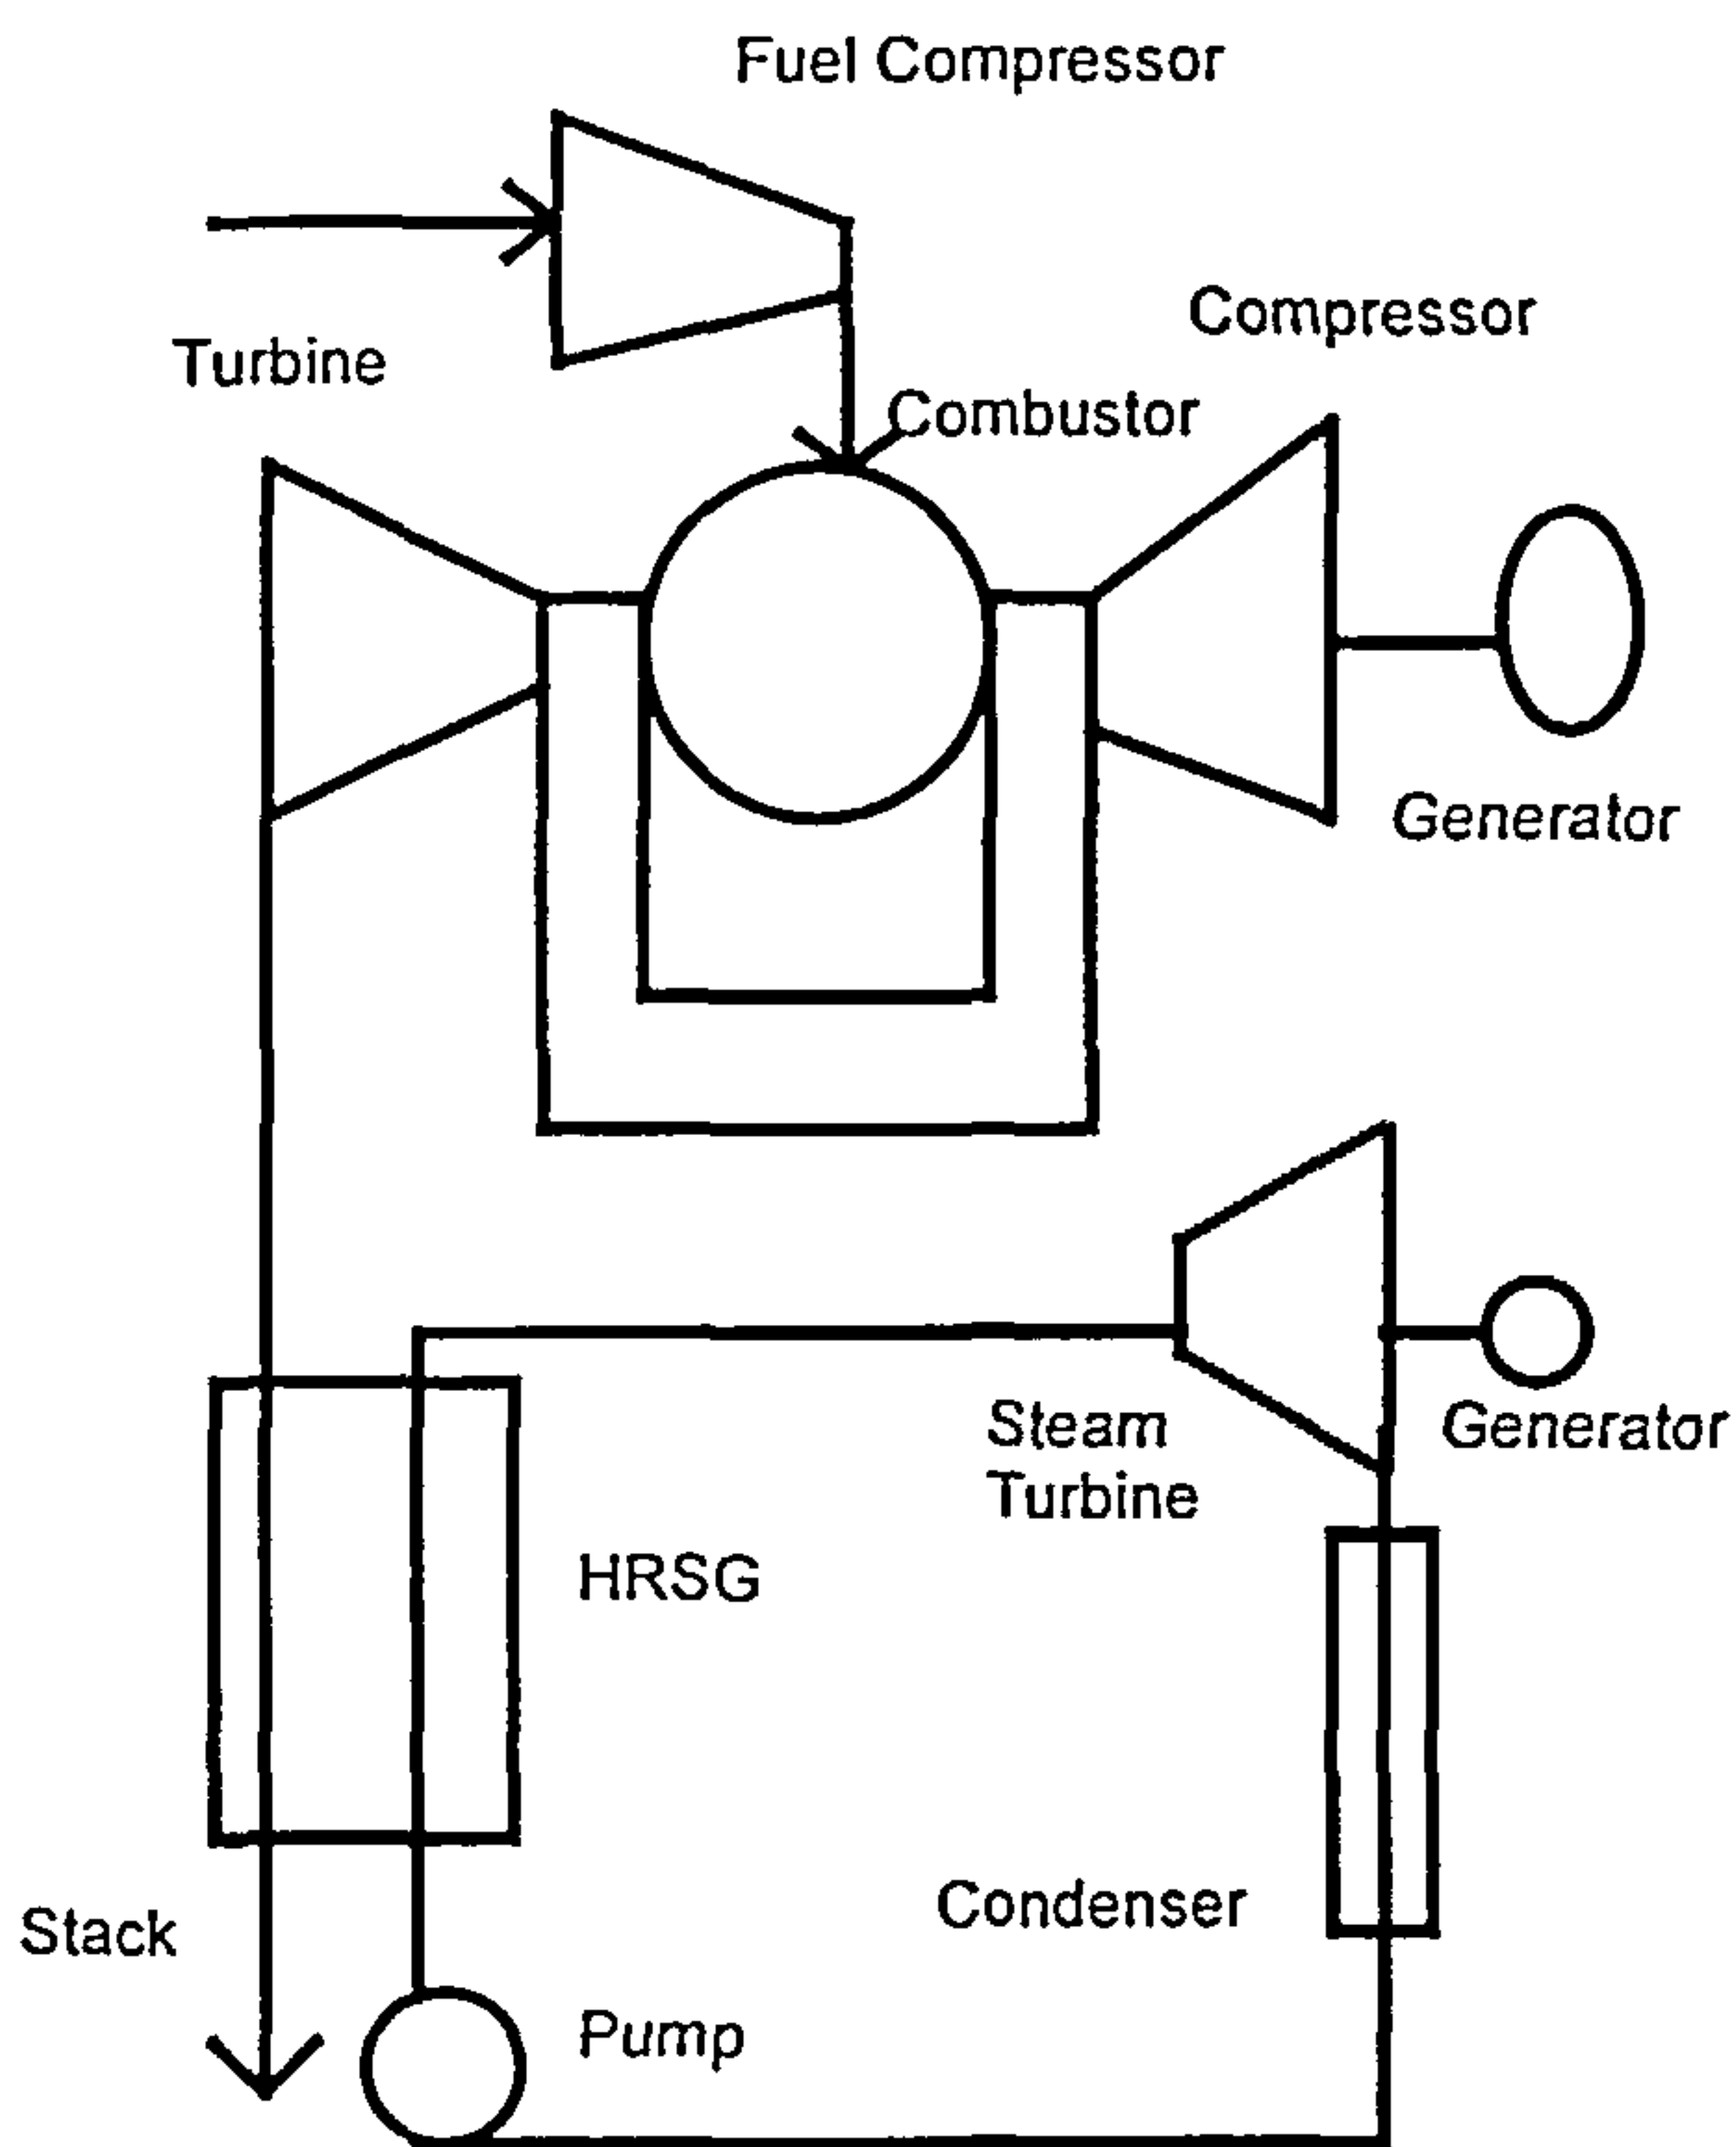 Fuel Compressor
Compressor
Turbine
Combustor
Generator
Steam
Turbine
Generator
HRSG
Condenser
Stack
Pump